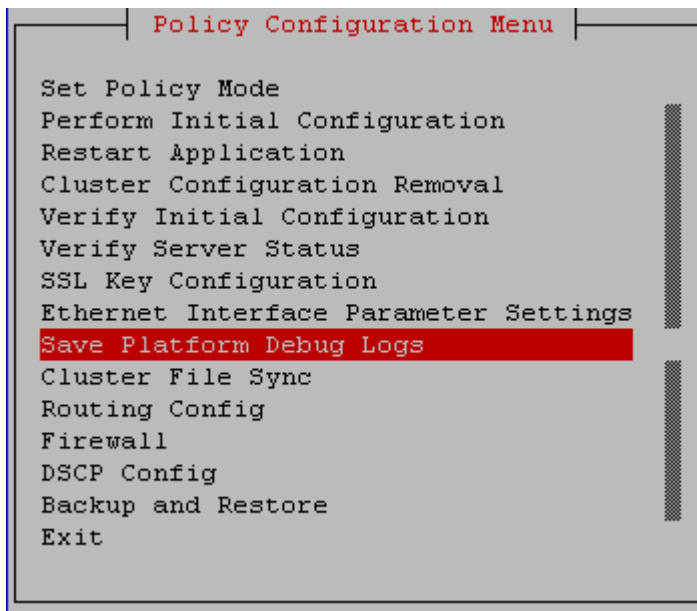 Policy Configuration Menu
Set Policy Mode
Perform Initial Configuration
Restart Application
Cluster Configuration Removal
Verify Initial Configuration
Verify Server Status
SSL Key Configuration
Ethernet Interface Parameter Settings
Save Platform Debug Logs
Cluster File Sync
Routing Config
Firewall
DSCP Config
Backup and Restore
Exit